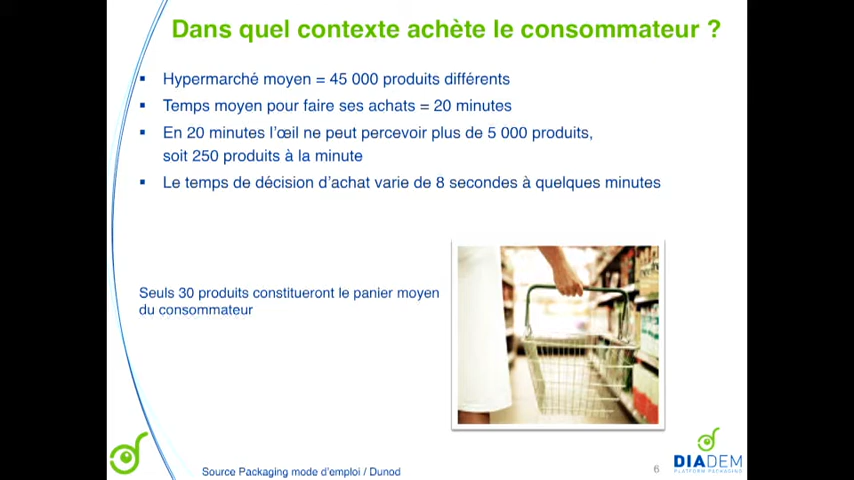 Dans quel contexte achète le consommateur ?
▪ Hypermarché moyen = 45 000 produits différents
▪ Temps moyen pour faire ses achats = 20 minutes
▪ En 20 minutes l’œil ne peut percevoir plus de 5 000 produits,
soit 250 produits à la minute
▪ Le temps de décision d’achat varie de 8 secondes à quelques minutes
Seuls 30 produits constitueront le panier moyen
du consommateur
Source Packaging mode d’emploi / Dunod
6
DIADEM
PLATFORM PACKAGING